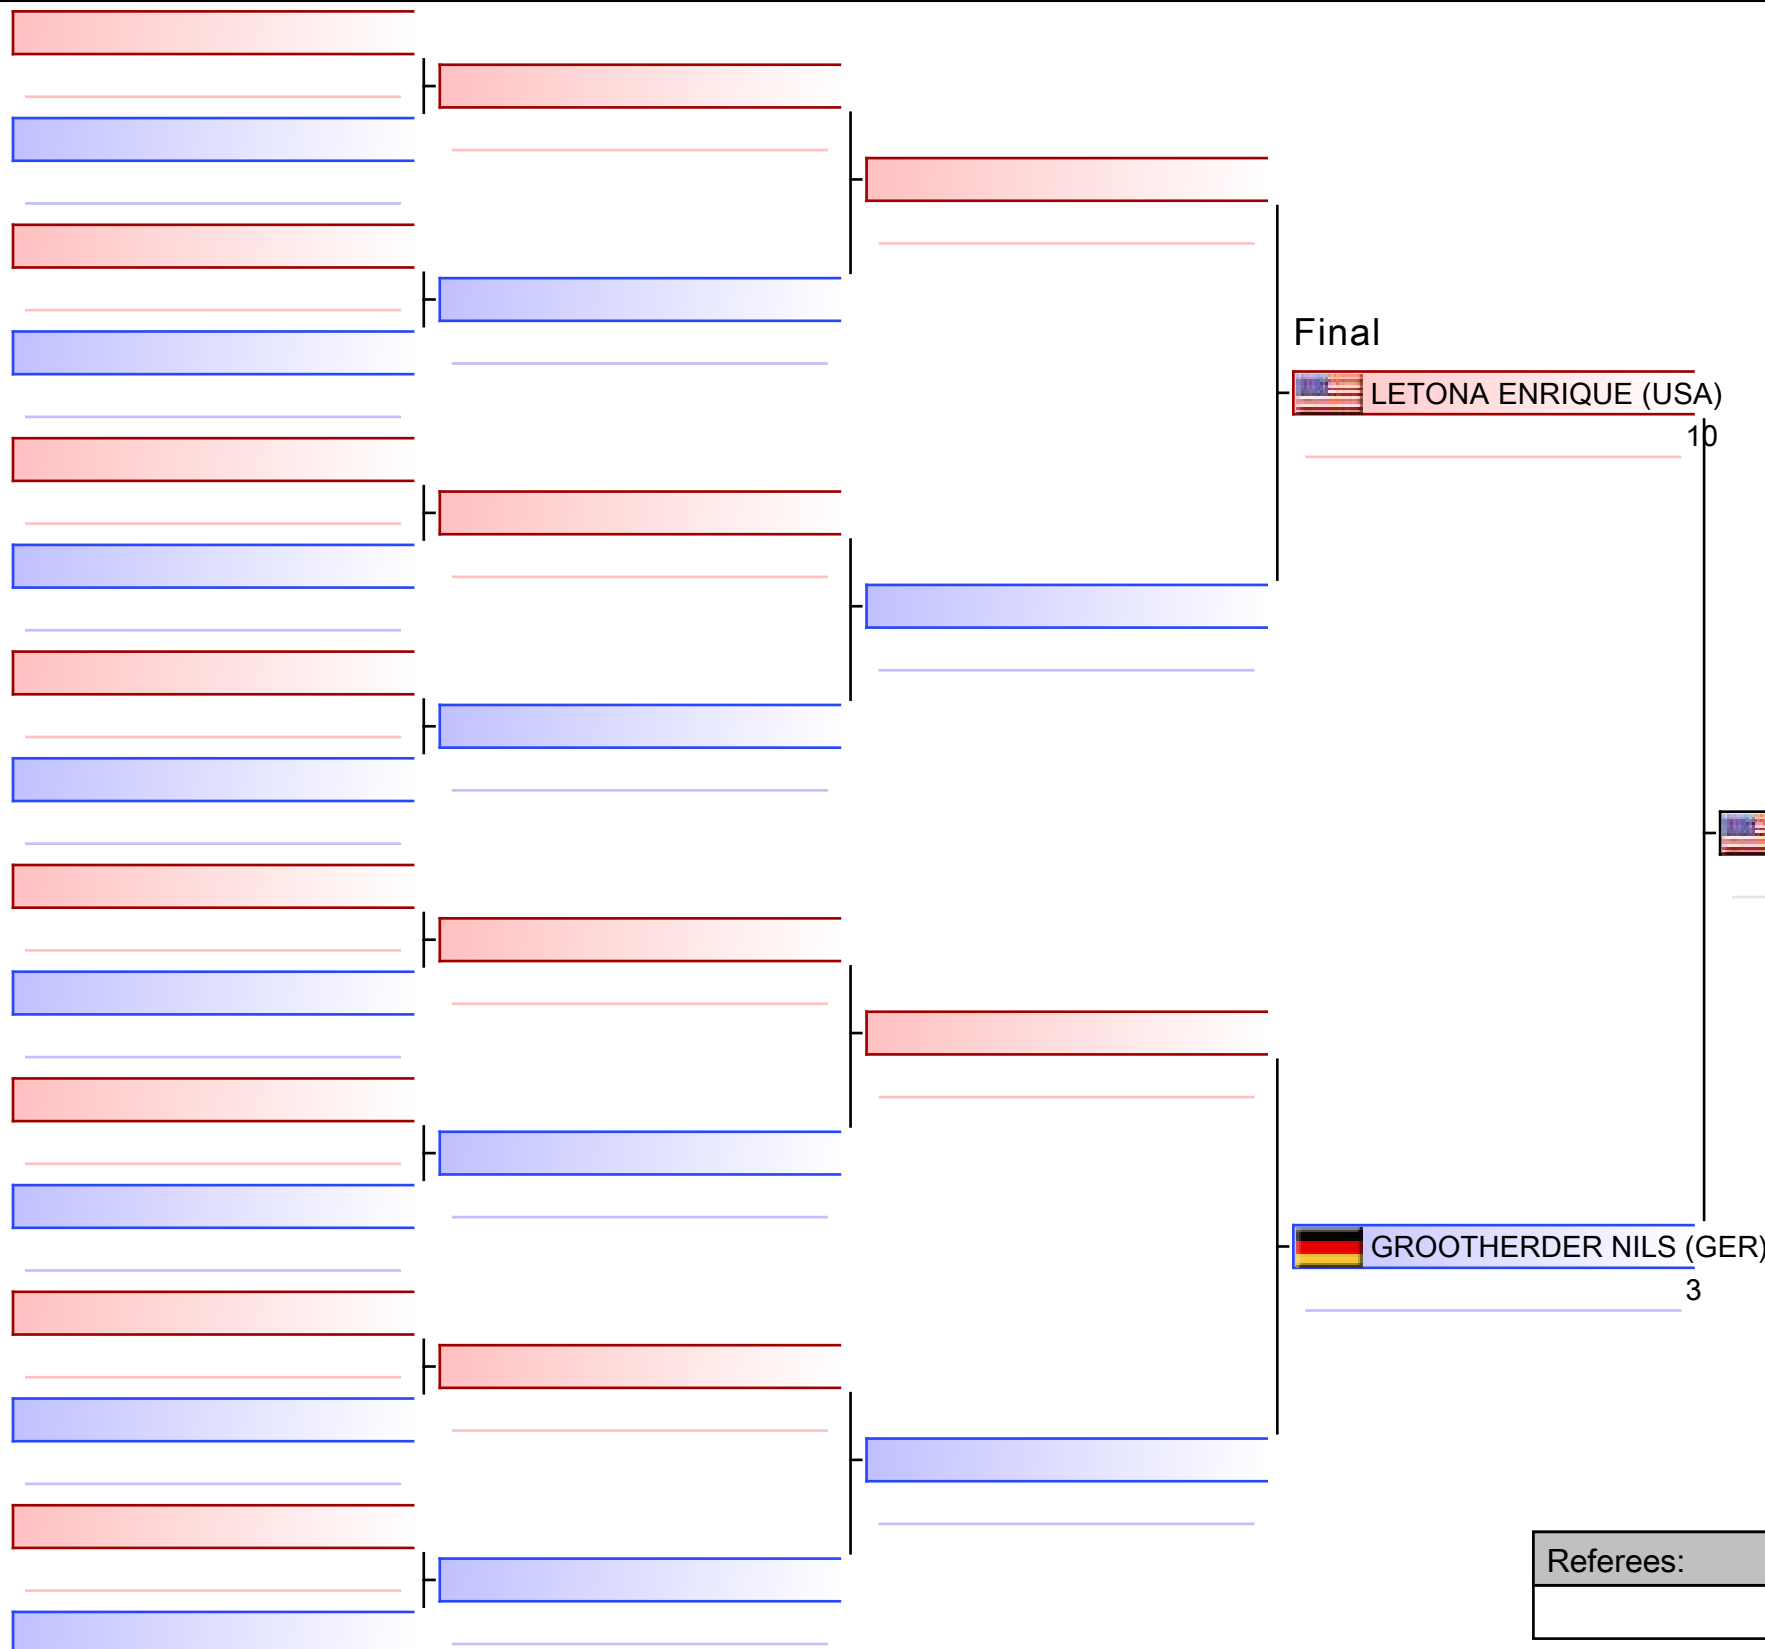 Final
LETONA ENRIQUE (USA)
10
GROOTHERDER NILS (GER)
3
Referees: